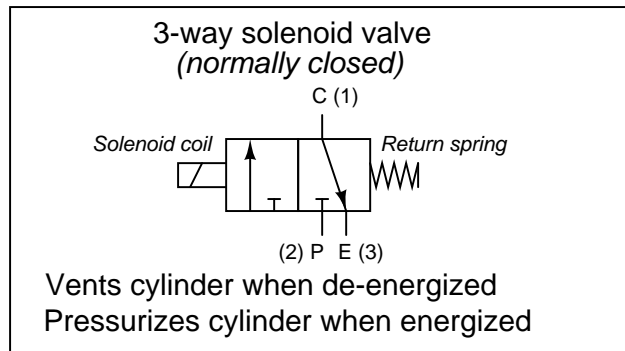 3-way solenoid valve
(normally closed)
C (1)
Solenoid coil
Return spring
(2) P E (3)
Vents cylinder when de-energized
Pressurizes cylinder when energized